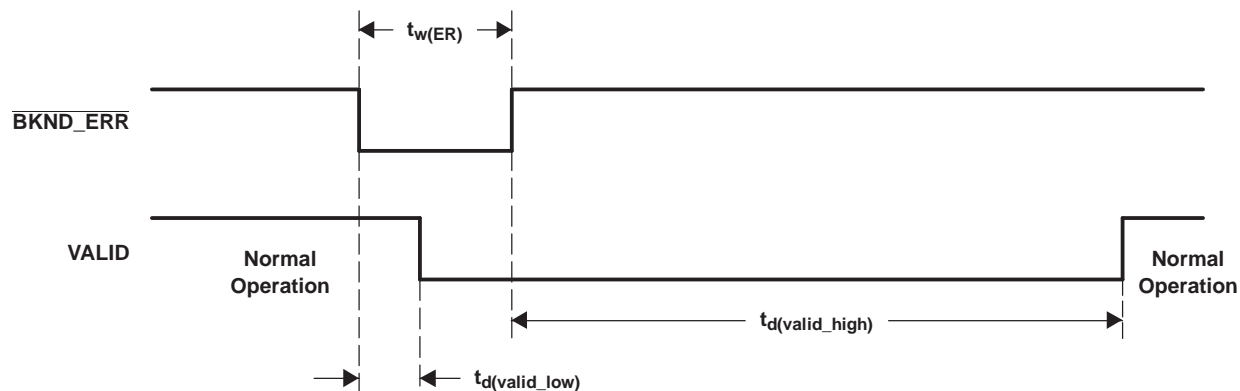 tw(ER)
BKND_ERR
VALID
Normal
Operation
Normal
Operation
td(valid_high)
td(valid_low)